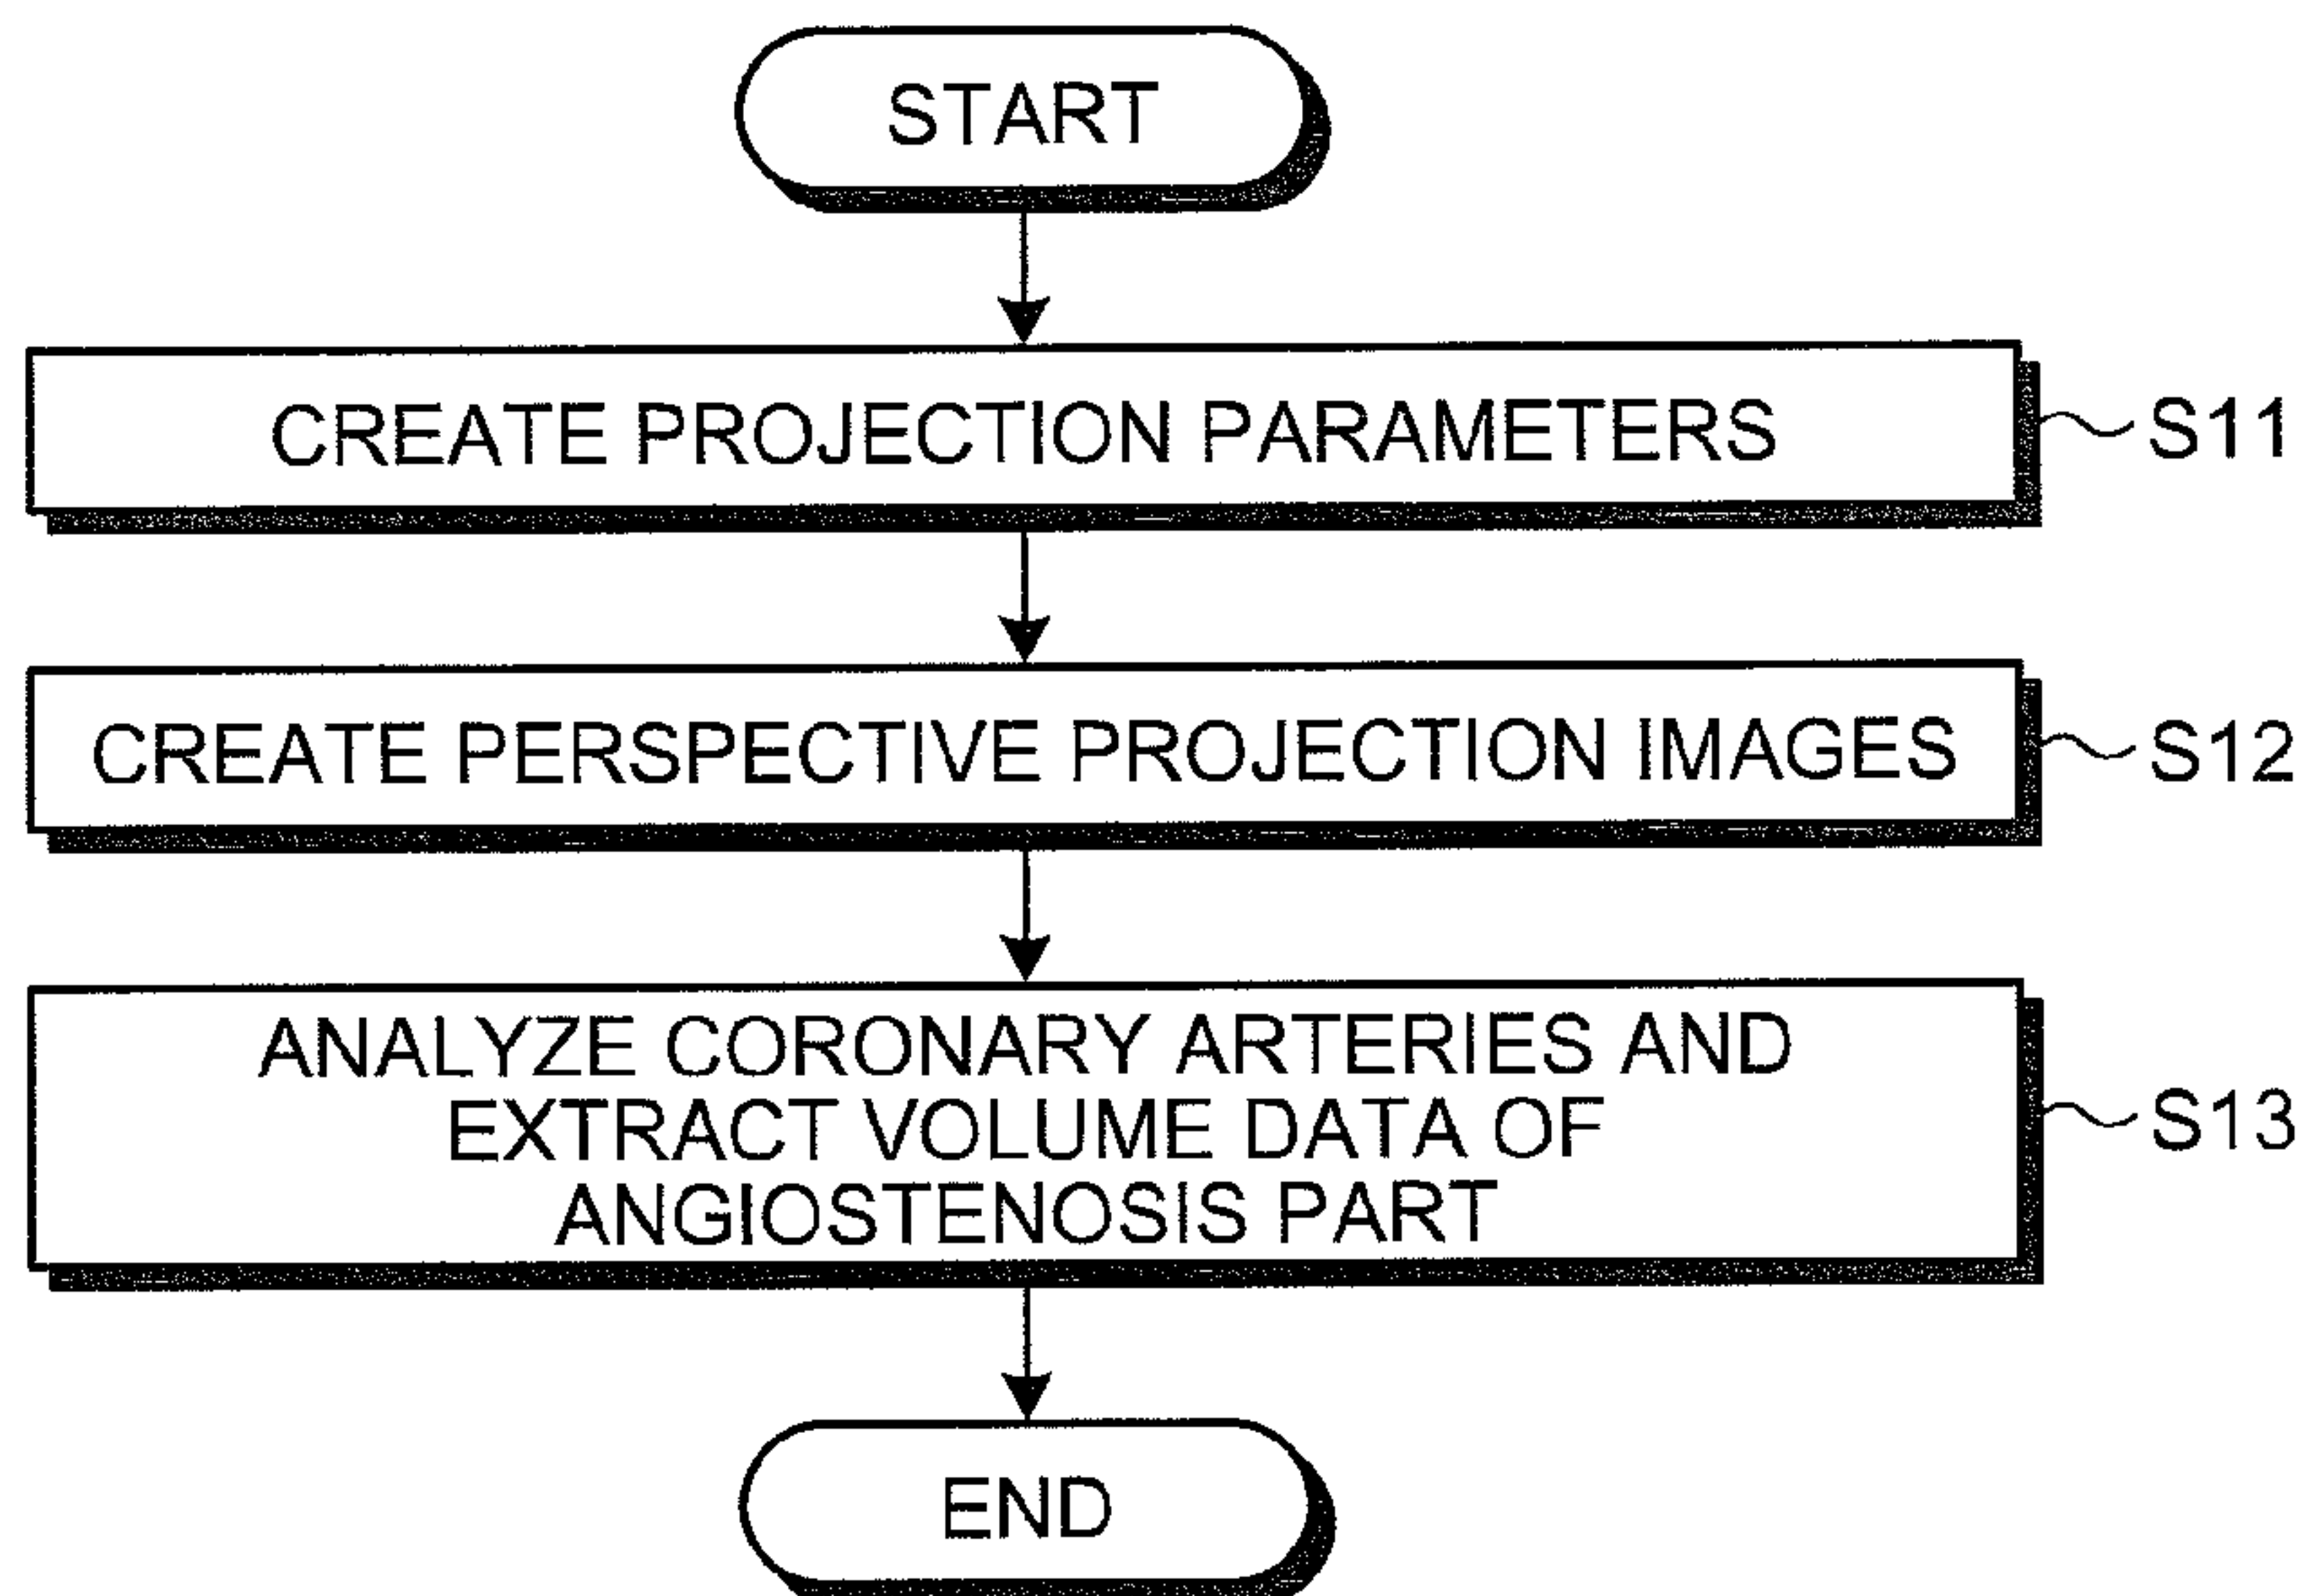 START
CREATE PROJECTION PARAMETERS
S11
CREATE PERSPECTIVE PROJECTION IMAGES
S12
ANALYZE CORONARY ARTERIES AND
EXTRACT VOLUME DATA OF
ANGIOSTENOSIS PART
S13
END